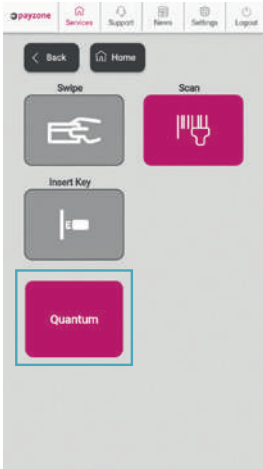 payzone Services Support News Settings Logout
Back Home
Swipe Scan
Insert Key
Quantum